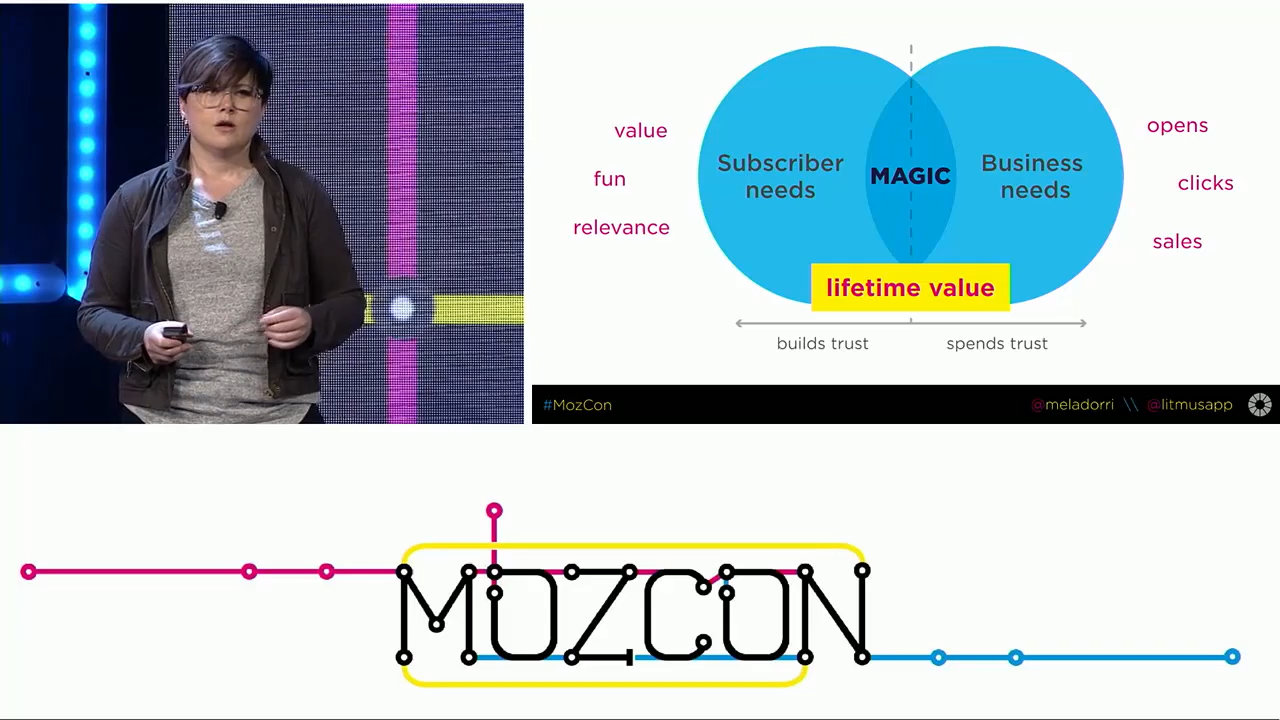 value
fun
relevance
Subscriber
needs
MAGIC
Business
needs
opens
clicks
sales
lifetime value
builds trust
spends trust
#MozCon
@meladorri \\ @litmusapp
MOZCON